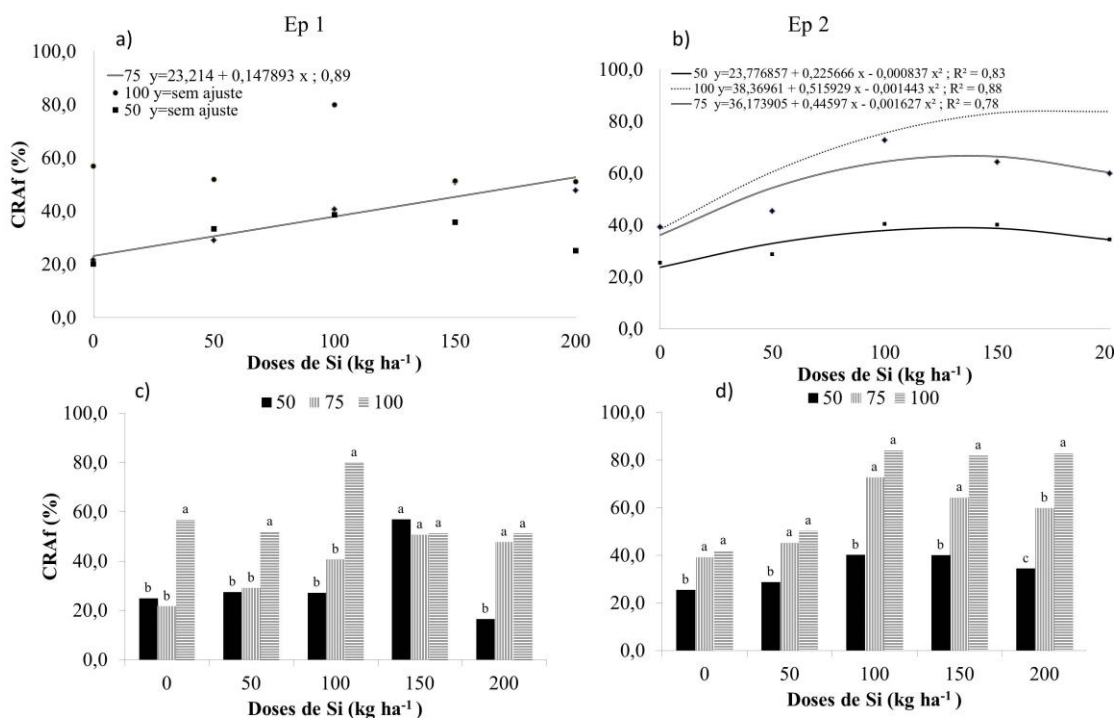 Ep 1
a)
100,0
75 y=23,214 + 0,147893 x ; 0,89
100 y=sem ajuste
50 y=sem ajuste
80,0
60,0
40,0
20,0
0,0
CRAf (%)
0 50 100 150 200
Doses de Si (kg ha⁻¹ )
Ep 2
b)
100,0
50 y=23,776857 + 0,225666 x - 0,000837 x² ; R² = 0,83
100 y=38,36961 + 0,515929 x - 0,001443 x² ; R² = 0,88
75 y=36,173905 + 0,44597 x - 0,001627 x² ; R² = 0,78
80,0
60,0
40,0
20,0
0,0
0 50 100 150 20
Doses de Si (kg ha⁻¹ )
c)
50 75 100
100,0
80,0
60,0
40,0
20,0
0,0
CRAf (%)
b b a
b b a
b b a
a a a
b a a
0 50 100 150 200
Doses de Si (kg ha⁻¹ )
d)
50 75 100
100,0
80,0
60,0
40,0
20,0
0,0
b a a
b a a
b a a
b a a
c b a
0 50 100 150 200
Doses de Si (kg ha⁻¹ )